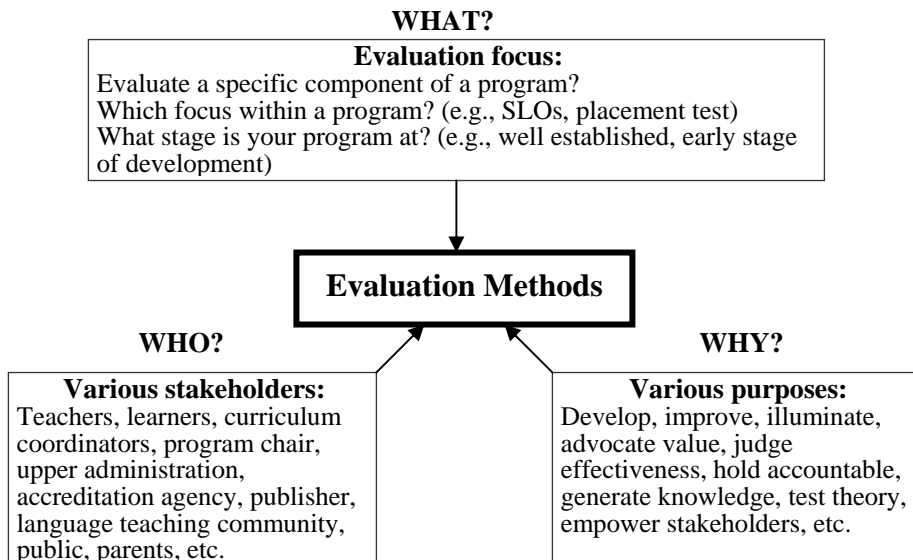 WHAT?
Evaluation focus:
Evaluate a specific component of a program?
Which focus within a program? (e.g., SLOs, placement test)
What stage is your program at? (e.g., well established, early stage
of development)
Evaluation Methods
WHO?
Various stakeholders:
Teachers, learners, curriculum
coordinators, program chair,
upper administration,
accreditation agency, publisher,
language teaching community,
public, parents, etc.
WHY?
Various purposes:
Develop, improve, illuminate,
advocate value, judge
effectiveness, hold accountable,
generate knowledge, test theory,
empower stakeholders, etc.